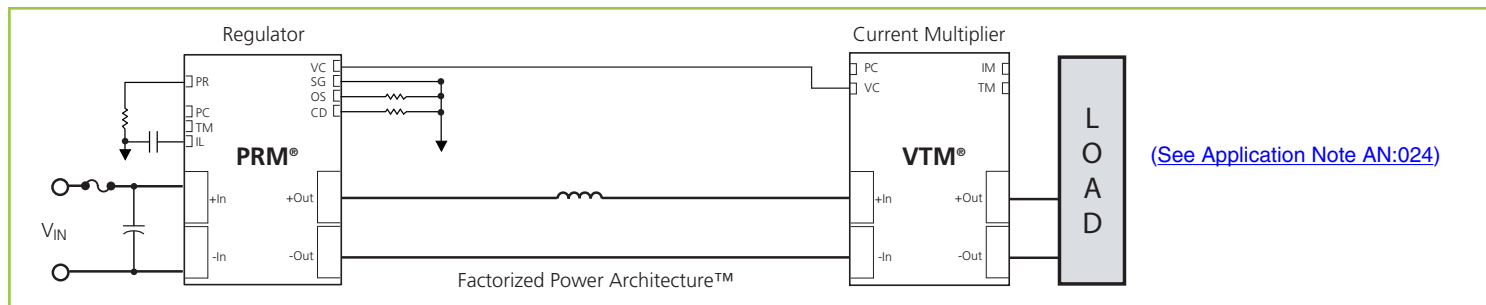 Regulator
Current Multiplier
PR
PC
TM
IL
VC
SG
OS
CD
PRM®
+In
-In
+Out
-Out
VIN
Factorized Power Architecture™
PC
VC
IM
TM
VTM®
+In
-In
+Out
-Out
LOAD
(See Application Note AN:024)